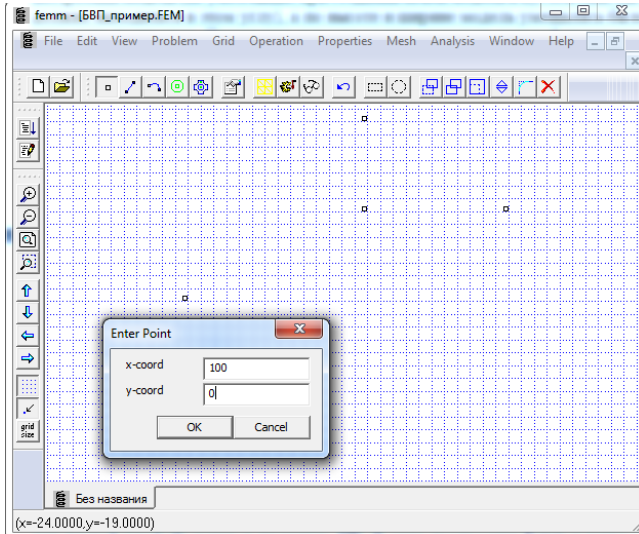 femm - [БВП_пример.FEM]
File Edit View Problem Grid Operation Properties Mesh Analysis Window Help
Enter Point
x-coord 100
y-coord 0
OK Cancel
grid
size
Без названия
(x=-24.0000,y=-19.0000)